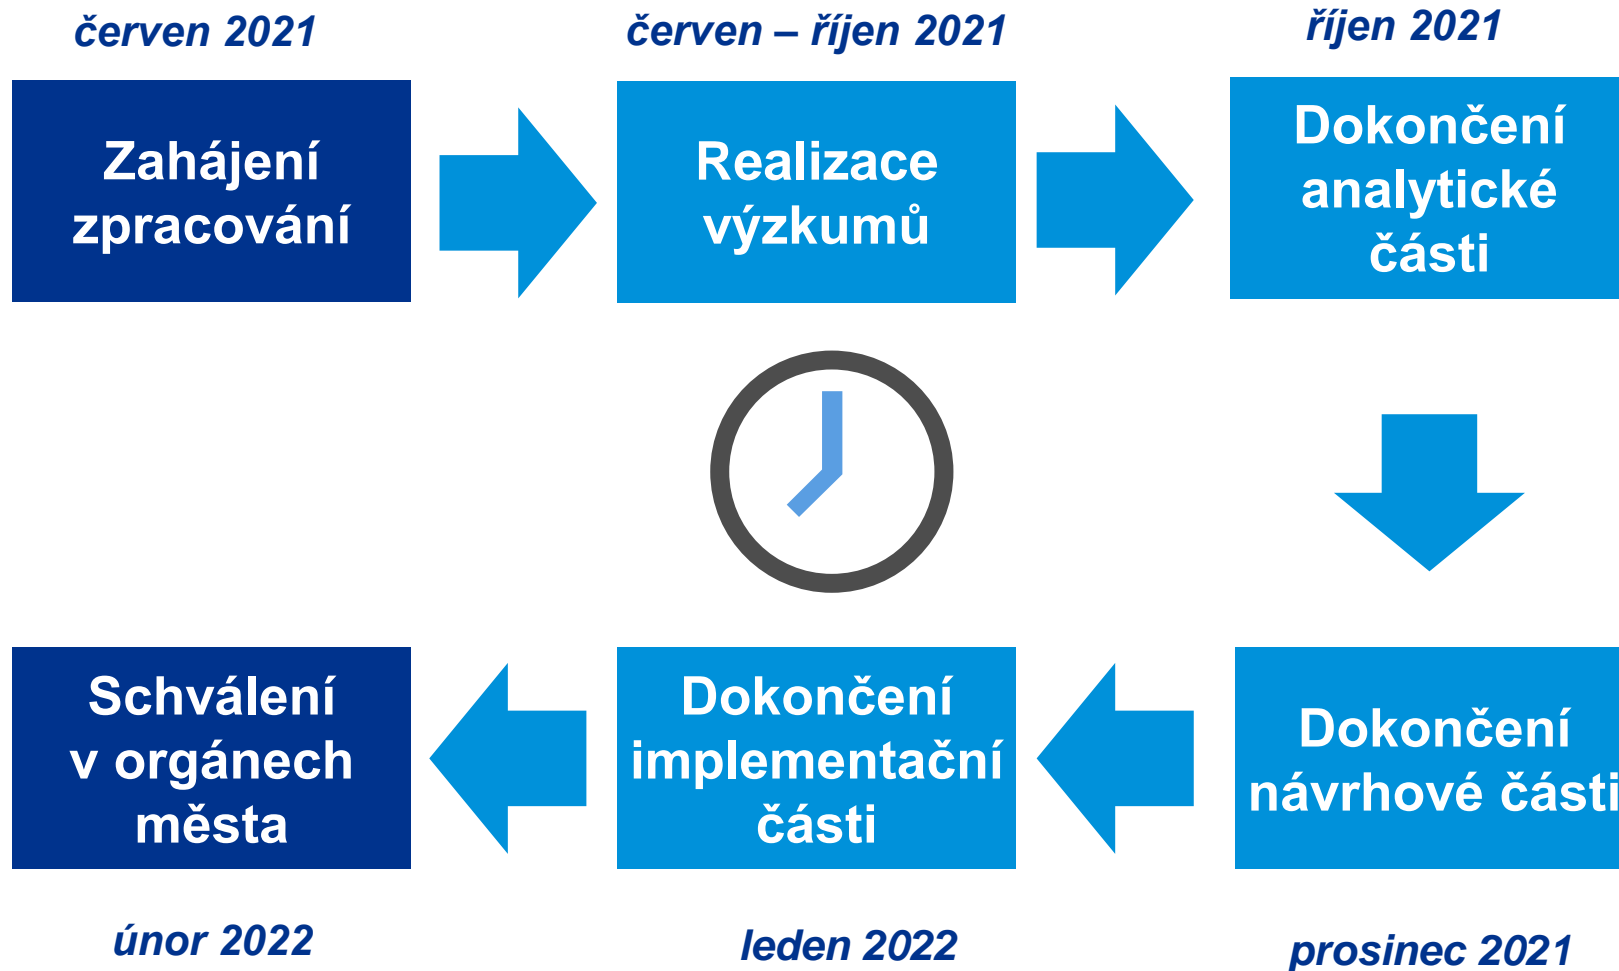 červen 2021
Zahájení
zpracování
červen – říjen 2021
Realizace
výzkumů
říjen 2021
Dokončení
analytické
části
Dokončení
návrhové části
prosinec 2021
Dokončení
implementační
části
leden 2022
Schválení
v orgánech
města
únor 2022